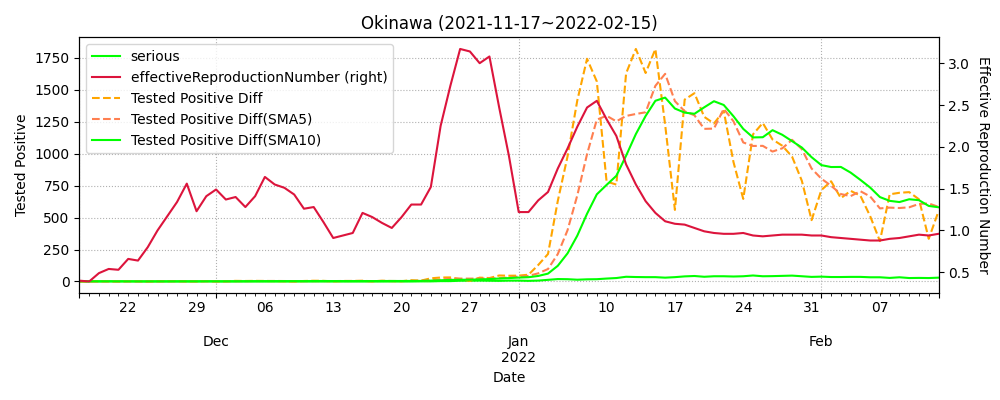 Okinawa (2021-11-17~2022-02-15)
serious
effectiveReproductionNumber (right)
Tested Positive Diff
Tested Positive Diff(SMA5)
Tested Positive Diff(SMA10)
Tested Positive
1750
1500
1250
1000
750
500
250
0
Effective Reproduction Number
3.0
2.5
2.0
1.5
1.0
0.5
22 29 06 13 20 27 03 10 17 24 31 07
Dec Jan Feb
2022
Date